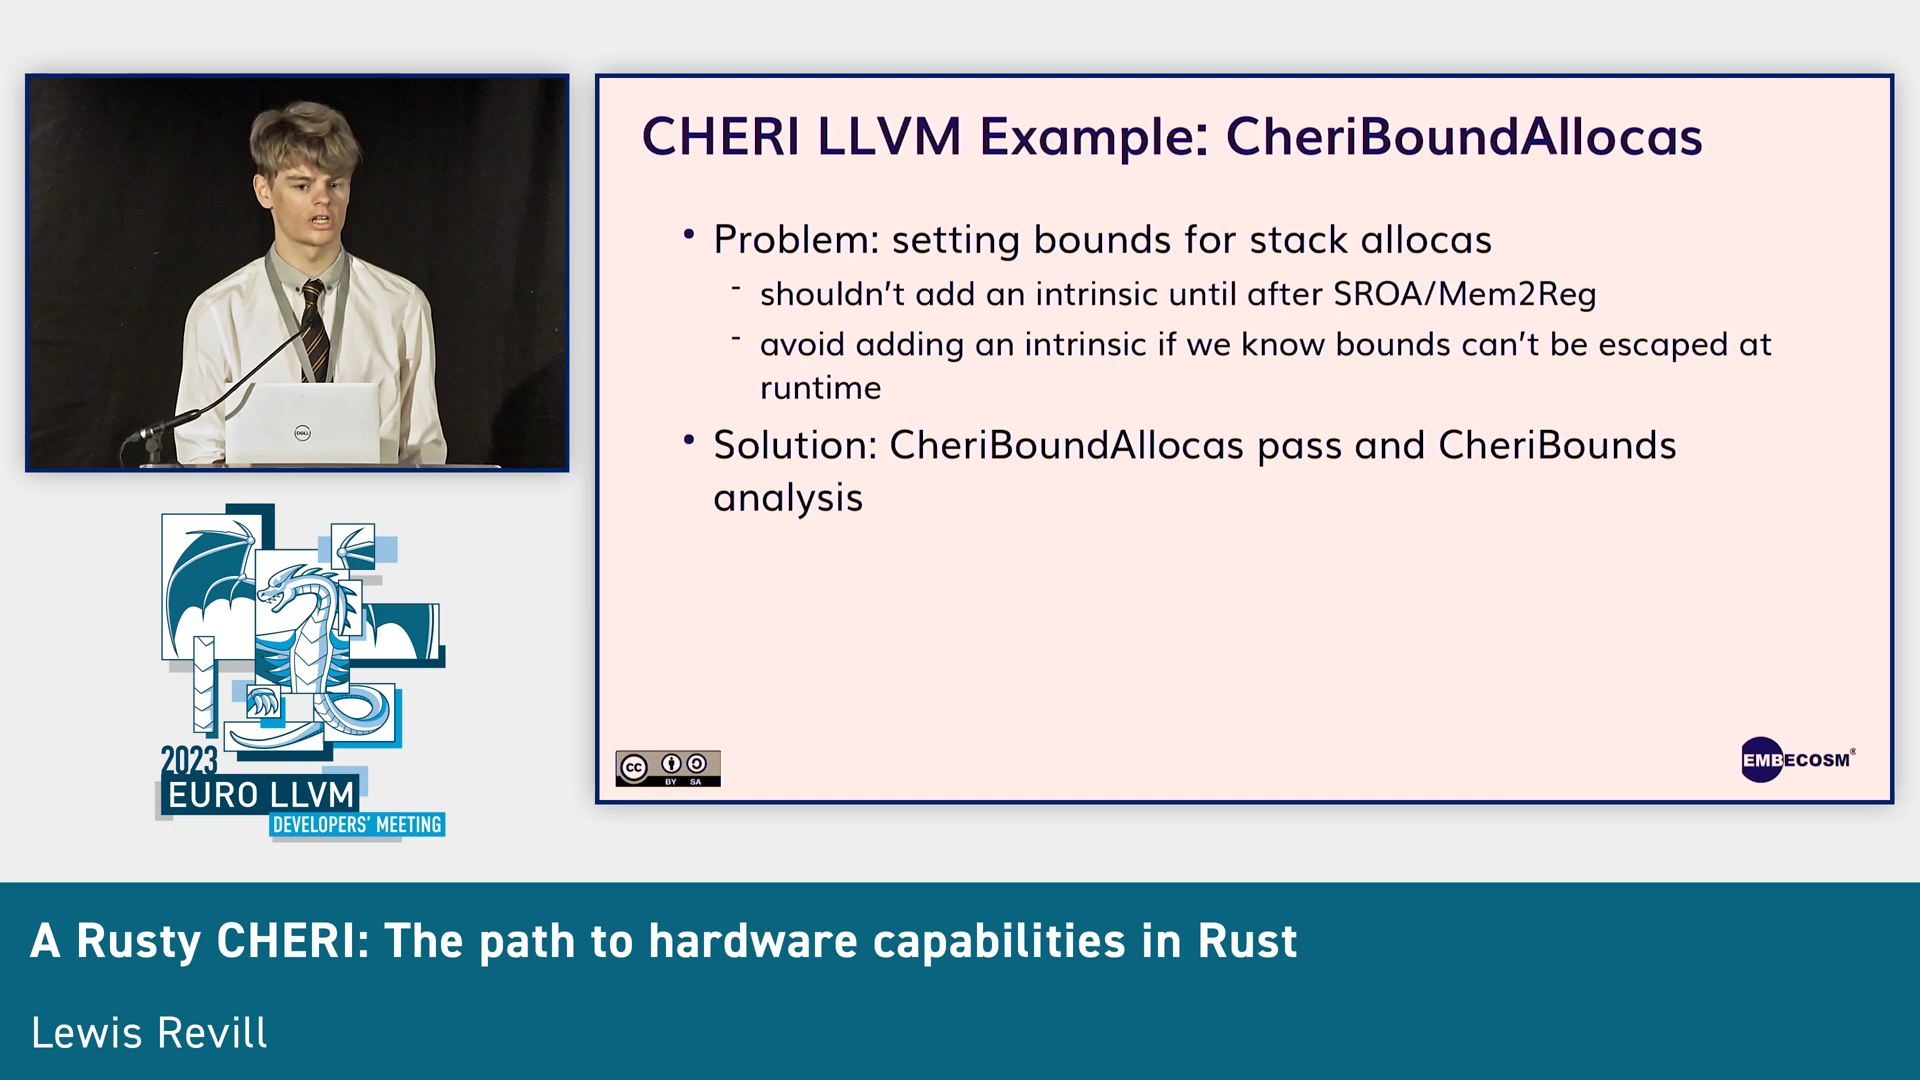 CHERI LLVM Example: CheriBoundAllocas
• Problem: setting bounds for stack allocas
- shouldn't add an intrinsic until after SROA/Mem2Reg
- avoid adding an intrinsic if we know bounds can't be escaped at
runtime
• Solution: CheriBoundAllocas pass and CheriBounds
analysis
cc BY SA
EMBECOSM®
DELL
2023
EURO LLVM
DEVELOPERS' MEETING
A Rusty CHERI: The path to hardware capabilities in Rust
Lewis Revill